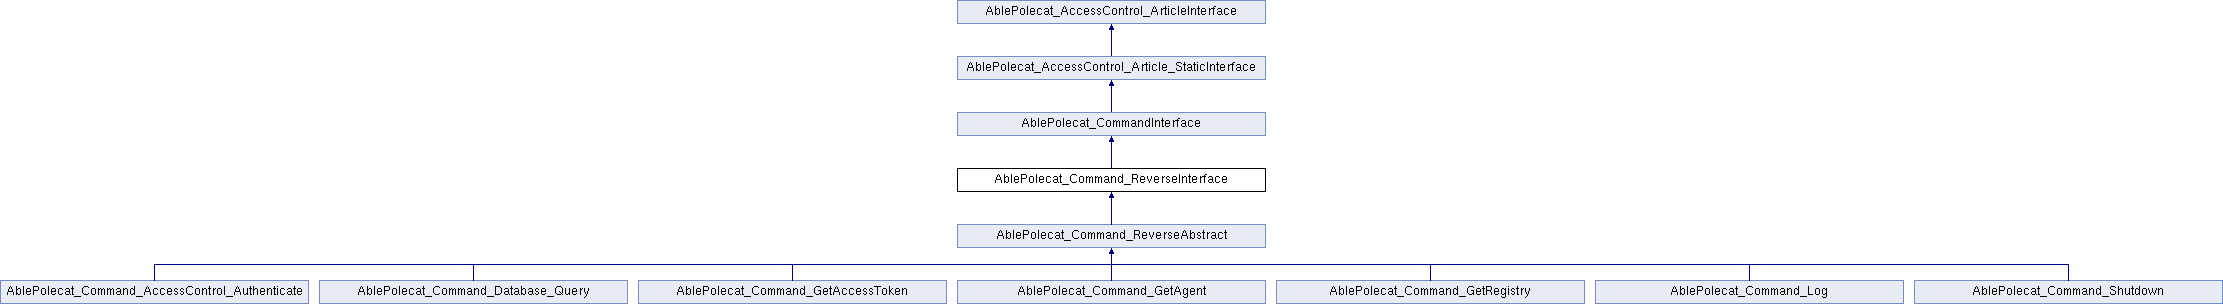 AblePolecat_AccessControl_ArticleInterface
AblePolecat_AccessControl_Article_StaticInterface
AblePolecat_CommandInterface
AblePolecat_Command_ReverseInterface
AblePolecat_Command_ReverseAbstract
AblePolecat_Command_AccessControl_Authenticate
AblePolecat_Command_Database_Query
AblePolecat_Command_GetAccessToken
AblePolecat_Command_GetAgent
AblePolecat_Command_GetRegistry
AblePolecat_Command_Log
AblePolecat_Command_Shutdown